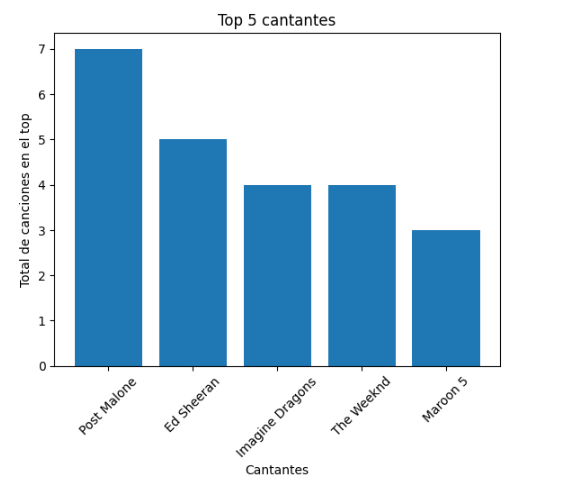 Top 5 cantantes
Total de canciones en el top
7
6
5
4
3
2
1
0
Post Malone
Ed Sheeran
Imagine Dragons
The Weeknd
Maroon 5
Cantantes